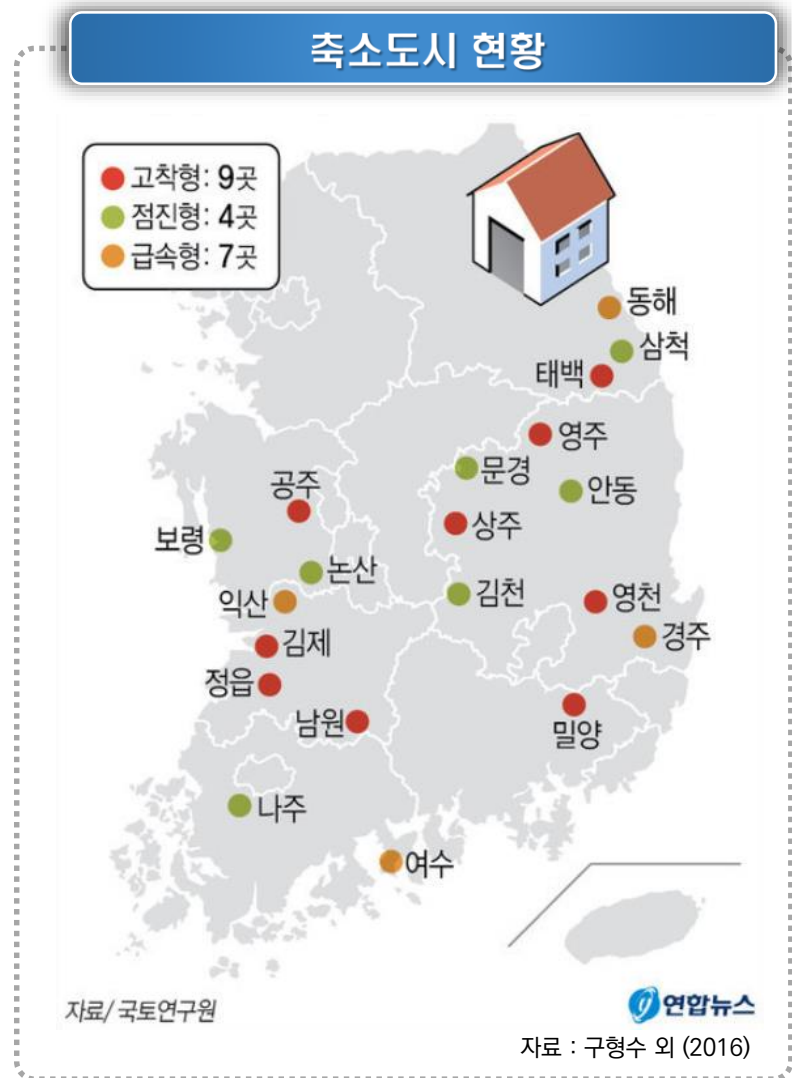 축소도시 현황
고착형: 9곳
점진형: 4곳
급속형: 7곳
동해
삼척
태백
영주
문경
안동
공주
상주
보령
논산
김천
영천
익산
경주
김제
정읍
남원
밀양
나주
여수
자료/ 국토연구원
연합뉴스
자료 : 구형수 외 (2016)